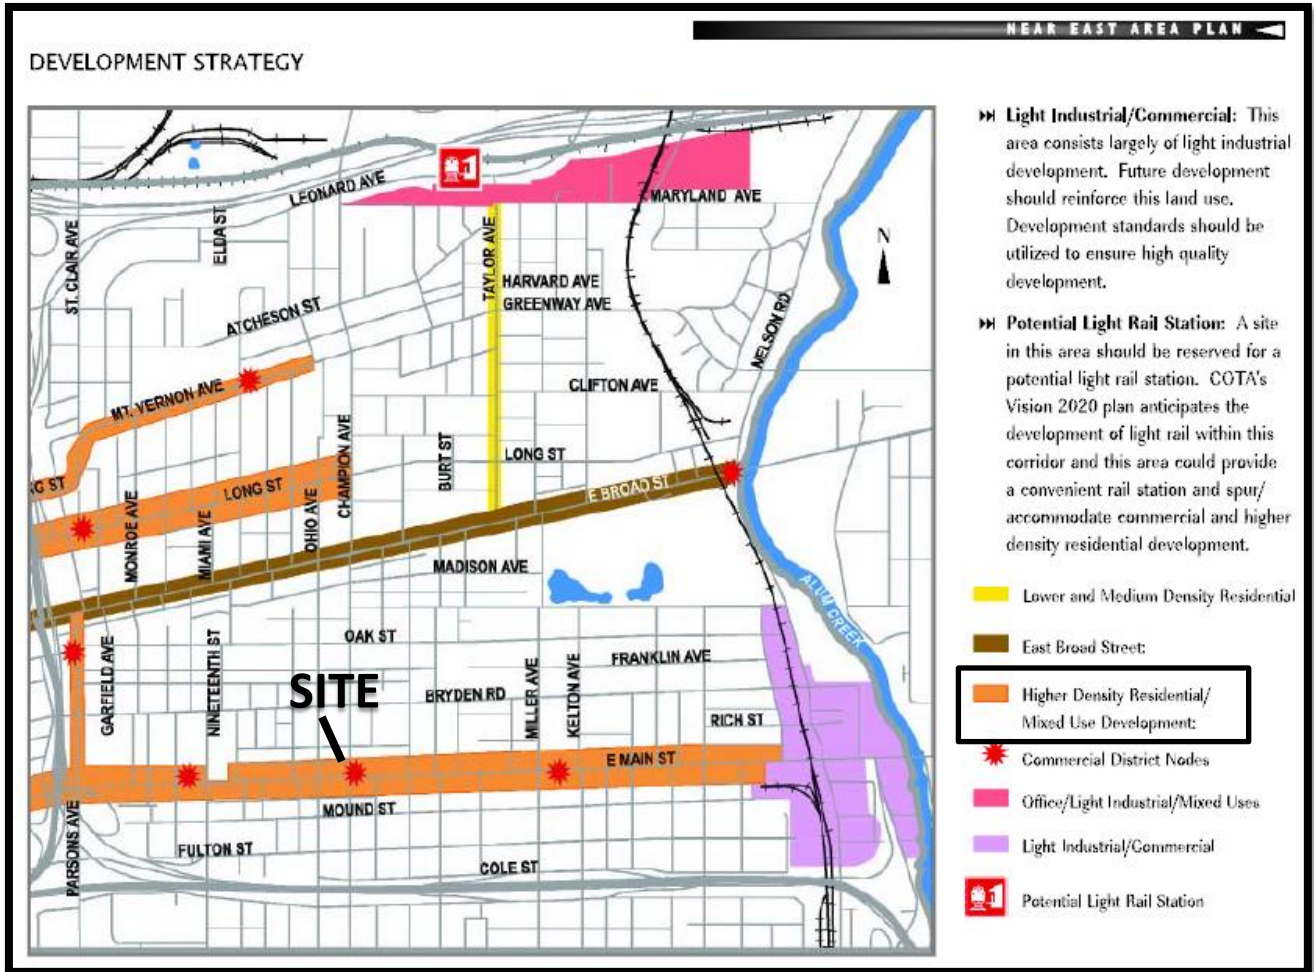 NEAR EAST AREA PLAN
DEVELOPMENT STRATEGY
LEONARD AVE
MARYLAND AVE
ST. CLAIR AVE
ELDA ST
TAYLOR AVE
HARVARD AVE
GREENWAY AVE
ATCHESON ST
N
NELSON RD
MT. VERNON AVE
CLIFTON AVE
NG ST
LONG ST
CHAMPION AVE
BURT ST
LONG ST
E BROAD ST
MONROE AVE
MIAMI AVE
OHIO AVE
MADISON AVE
ALUM CREEK
GARFIELD AVE
NINETEENTH ST
OAK ST
FRANKLIN AVE
SITE
BRYDEN RD
MILLER AVE
KELTON AVE
RICH ST
E MAIN ST
PARSONS AVE
MOUND ST
FULTON ST
COLE ST
Light Industrial/Commercial: This
area consists largely of light industrial
development. Future development
should reinforce this land use.
Development standards should be
utilized to ensure high quality
development.
Potential Light Rail Station: A site
in this area should be reserved for a
potential light rail station. COTA's
Vision 2020 plan anticipates the
development of light rail within this
corridor and this area could provide
a convenient rail station and spur/
accommodate commercial and higher
density residential development.
Lower and Medium Density Residential
East Broad Street:
Higher Density Residential/
Mixed Use Development:
Commercial District Nodes
Office/Light Industrial/Mixed Uses
Light Industrial/Commercial
Potential Light Rail Station